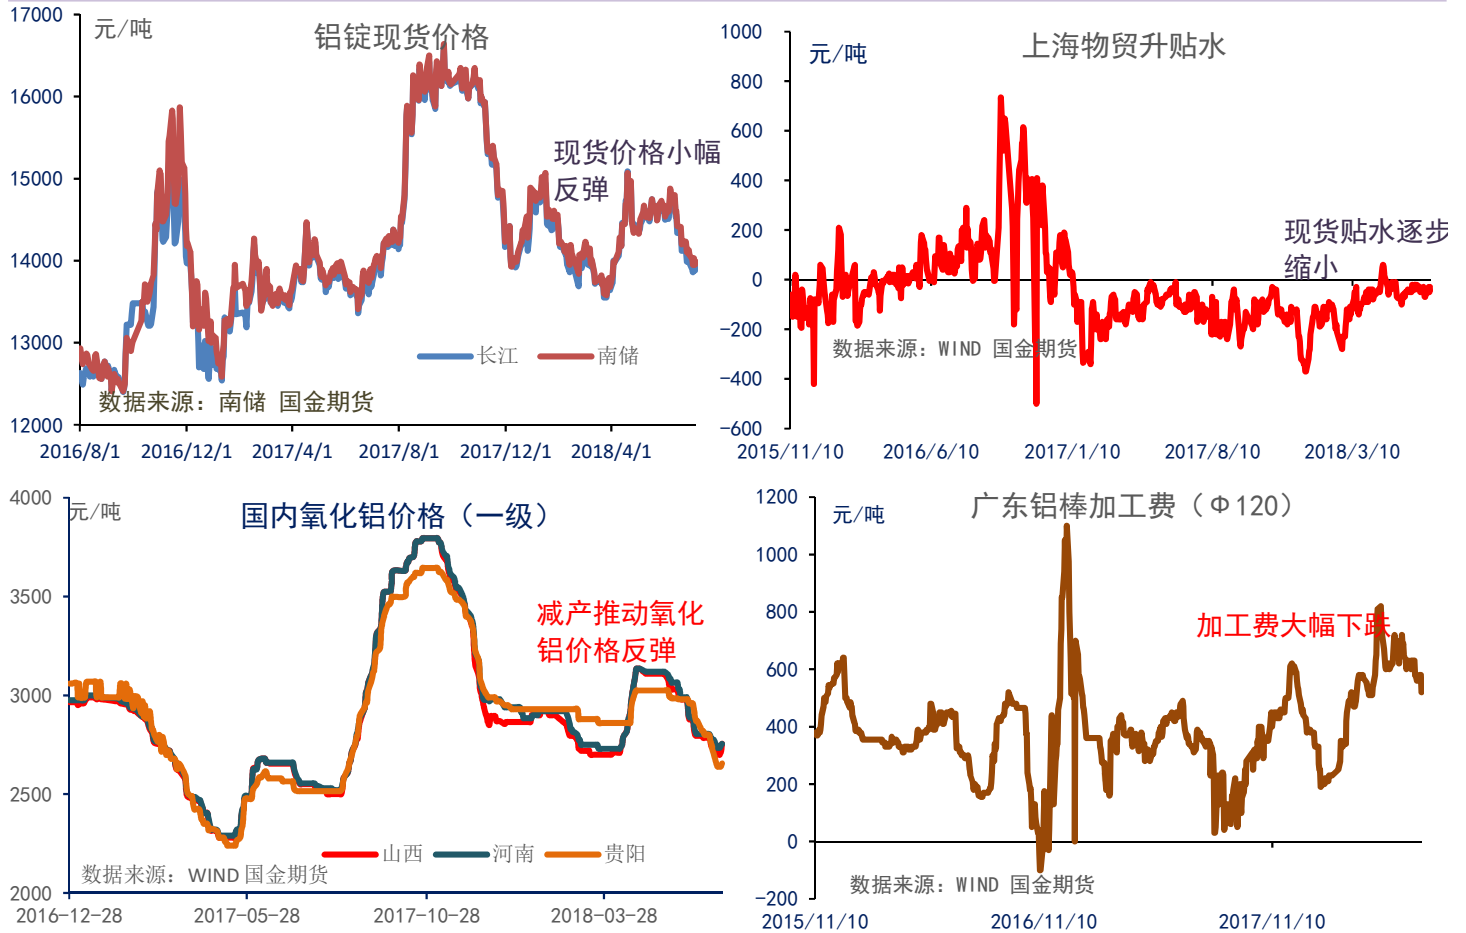 铝锭现货价格
元/吨
17000
16000
15000
14000
13000
12000
现货价格小幅
反弹
长江
南储
数据来源：南储 国金期货
2016/8/1
2016/12/1
2017/4/1
2017/8/1
2017/12/1
2018/4/1
上海物贸升贴水
元/吨
1000
800
600
400
200
0
-200
-400
-600
现货贴水逐步
缩小
数据来源：WIND 国金期货
2015/11/10
2016/6/10
2017/1/10
2017/8/10
2018/3/10
国内氧化铝价格（一级）
元/吨
4000
3500
3000
2500
2000
减产推动氧化
铝价格反弹
山西
河南
贵阳
数据来源：WIND 国金期货
2016-12-28
2017-05-28
2017-10-28
2018-03-28
广东铝棒加工费（Φ120）
元/吨
1200
1000
800
600
400
200
0
-200
加工费大幅下跌
数据来源：WIND 国金期货
2015/11/10
2016/11/10
2017/11/10